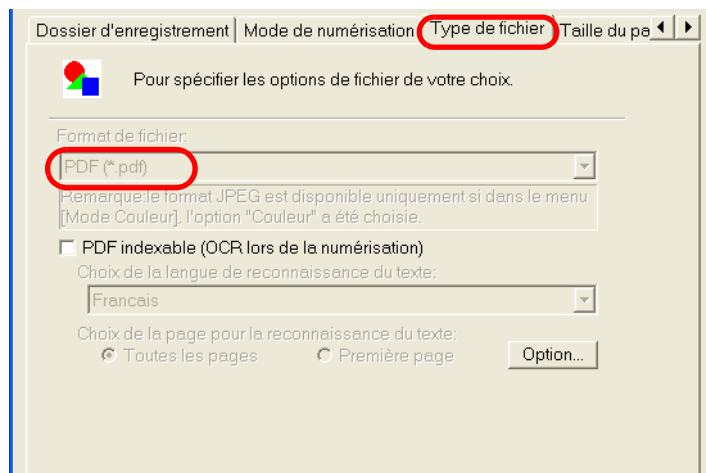 Dossier d'enregistrement Mode de numérisation Type de fichier Taille du pa
Pour spécifier les options de fichier de votre choix.
Format de fichier:
PDF (*.pdf)
Remarque:le format JPEG est disponible uniquement si dans le menu
[Mode Couleur], l'option "Couleur" a été choisie.
PDF indexable (OCR lors de la numérisation)
Choix de la langue de reconnaissance du texte:
Francais
Choix de la page pour la reconnaissance du texte:
Toutes les pages Première page Option...